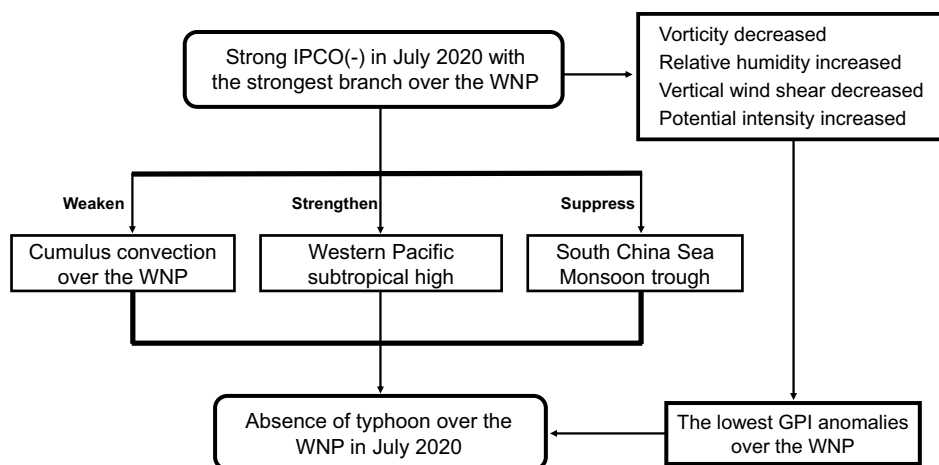 Strong IPCO(-) in July 2020 with
the strongest branch over the WNP
Vorticity decreased
Relative humidity increased
Vertical wind shear decreased
Potential intensity increased
Weaken
Strengthen
Suppress
Cumulus convection
over the WNP
Western Pacific
subtropical high
South China Sea
Monsoon trough
Absence of typhoon over the
WNP in July 2020
The lowest GPI anomalies
over the WNP